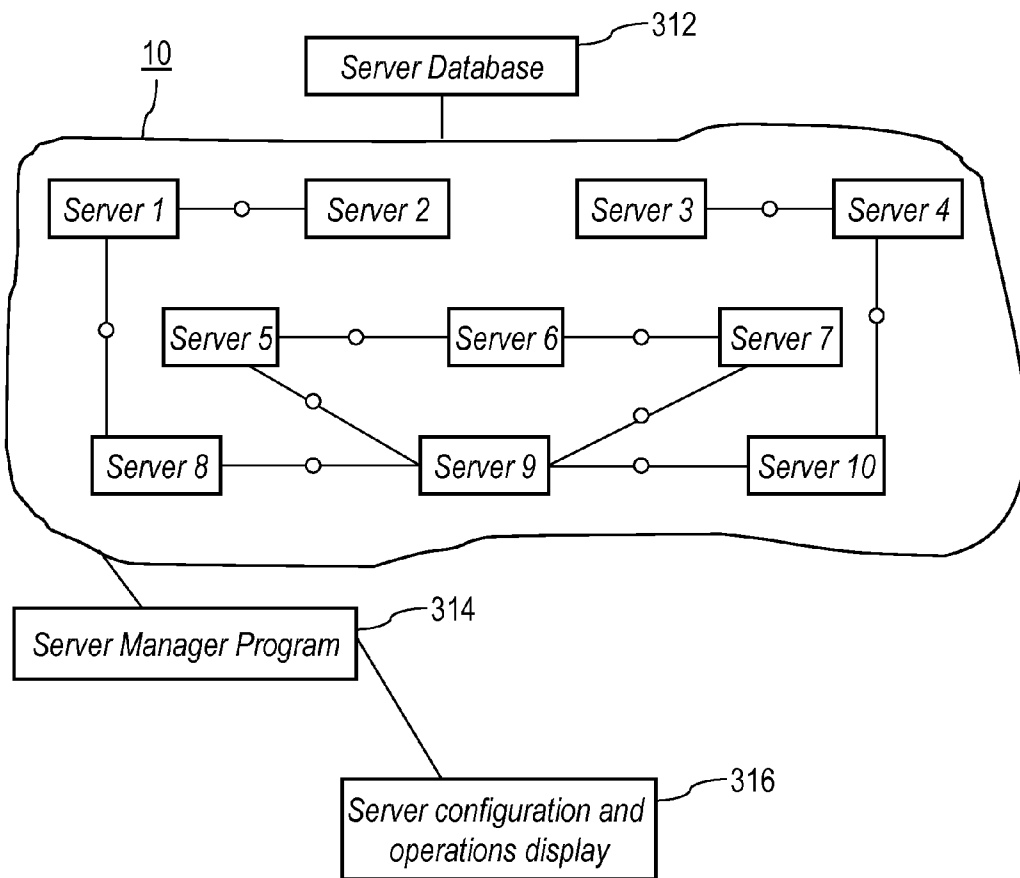 312
10
Server Database
Server 1
Server 2
Server 3
Server 4
Server 5
Server 6
Server 7
Server 8
Server 9
Server 10
314
Server Manager Program
316
Server configuration and
operations display